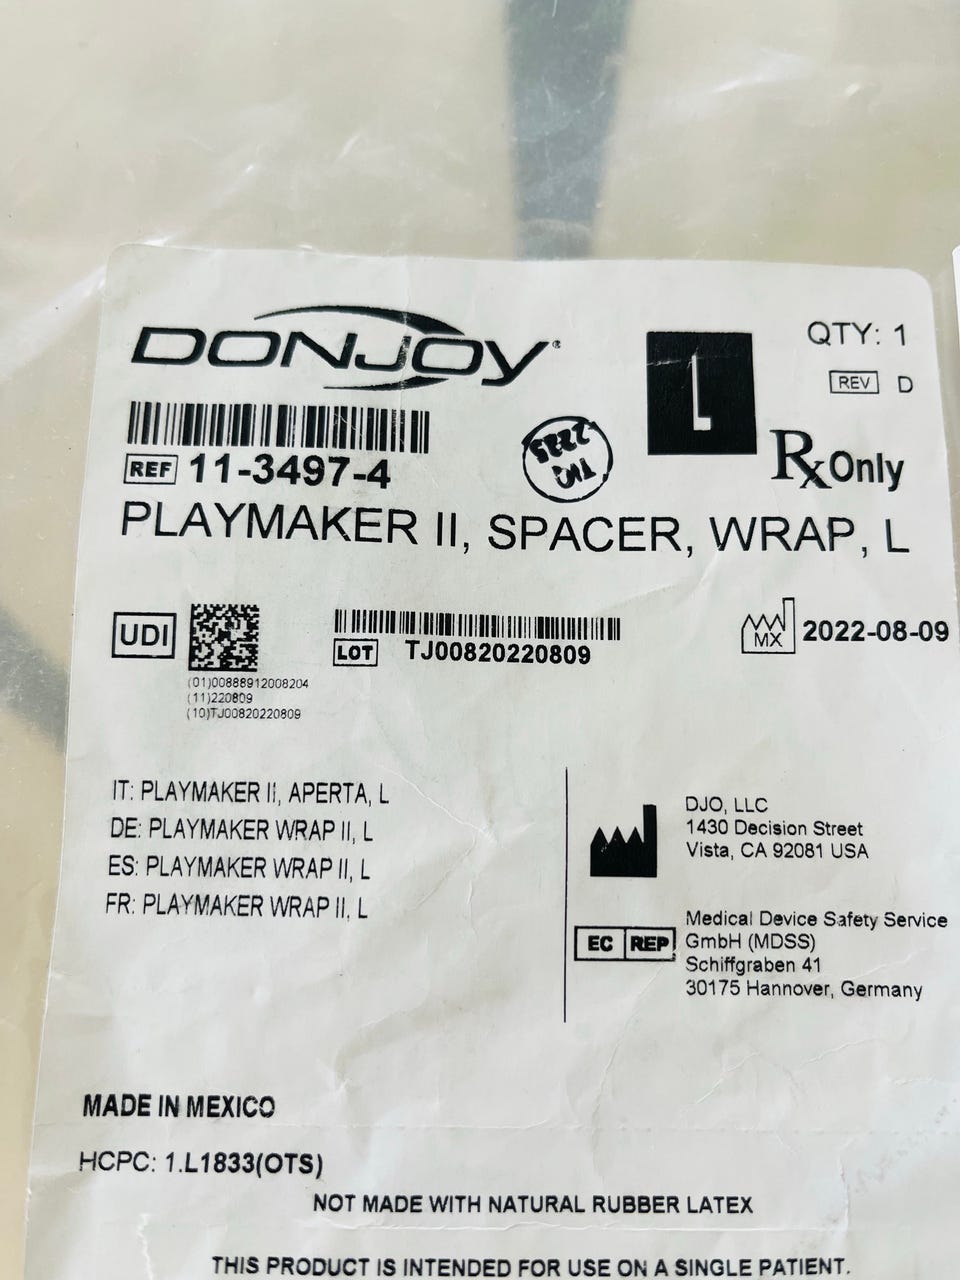 DONJOY®
L
QTY: 1
REV D
REF 11-3497-4
2235
Rx Only
PLAYMAKER II, SPACER, WRAP, L
UDI
(01)00888912008204
(11)220809
(10)TJ00820220809
LOT TJ00820220809
MX 2022-08-09
IT: PLAYMAKER II, APERTA, L
DE: PLAYMAKER WRAP II, L
ES: PLAYMAKER WRAP II, L
FR: PLAYMAKER WRAP II, L
DJO, LLC
1430 Decision Street
Vista, CA 92081 USA
EC REP
Medical Device Safety Service
GmbH (MDSS)
Schiffgraben 41
30175 Hannover, Germany
MADE IN MEXICO
HCPC: 1.L1833(OTS)
NOT MADE WITH NATURAL RUBBER LATEX
THIS PRODUCT IS INTENDED FOR USE ON A SINGLE PATIENT.